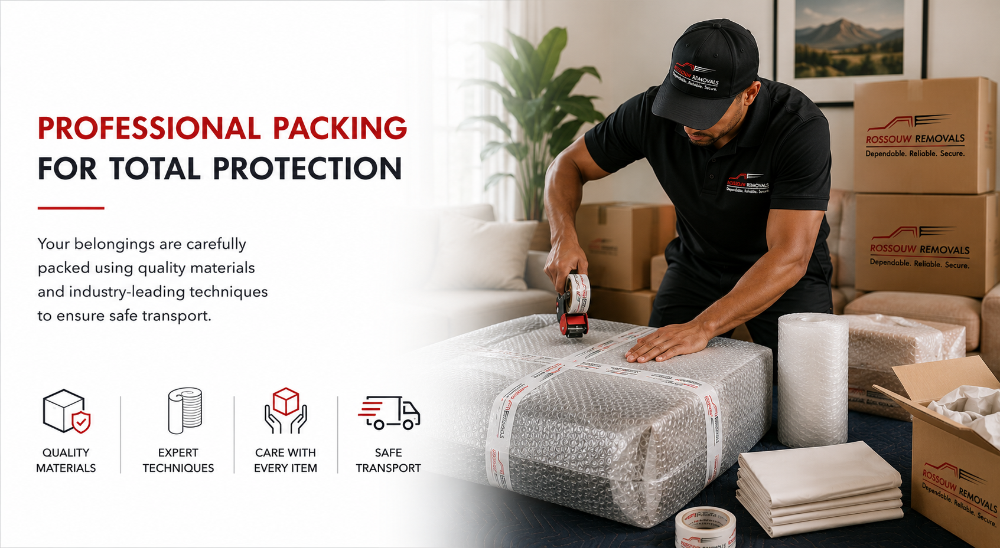 PROFESSIONAL PACKING
FOR TOTAL PROTECTION
Your belongings are carefully
packed using quality materials
and industry-leading techniques
to ensure safe transport.
QUALITY
MATERIALS
EXPERT
TECHNIQUES
CARE WITH
EVERY ITEM
SAFE
TRANSPORT
ROSSOUW REMOVALS
Dependable. Reliable. Secure.
ROSSOUW REMOVALS
Dependable. Reliable. Secure.
ROSSOUW REMOVALS
Dependable. Reliable. Secure.
ROSSOUW REMOVALS
Dependable. Reliable. Secure.
ROSSOUW REMOVALS
Dependable. Reliable. Secure.